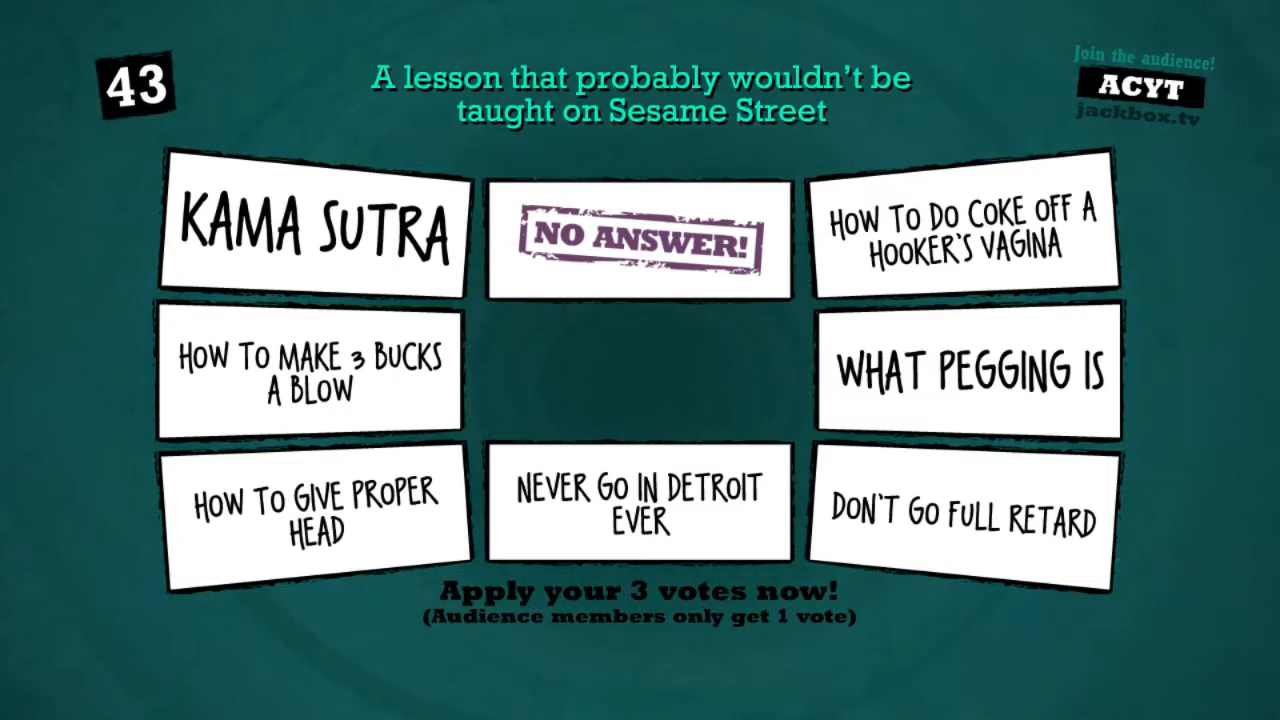 43
A lesson that probably wouldn't be
taught on Sesame Street
Join the audience!
ACYT
jackbox.tv
KAMA SUTRA
NO ANSWER!
HOW TO DO COKE OFF A
HOOKER'S VAGINA
HOW TO MAKE 3 BUCKS
A BLOW
WHAT PEGGING IS
HOW TO GIVE PROPER
HEAD
NEVER GO IN DETROIT
EVER
DON'T GO FULL RETARD
Apply your 3 votes now!
(Audience members only get 1 vote)